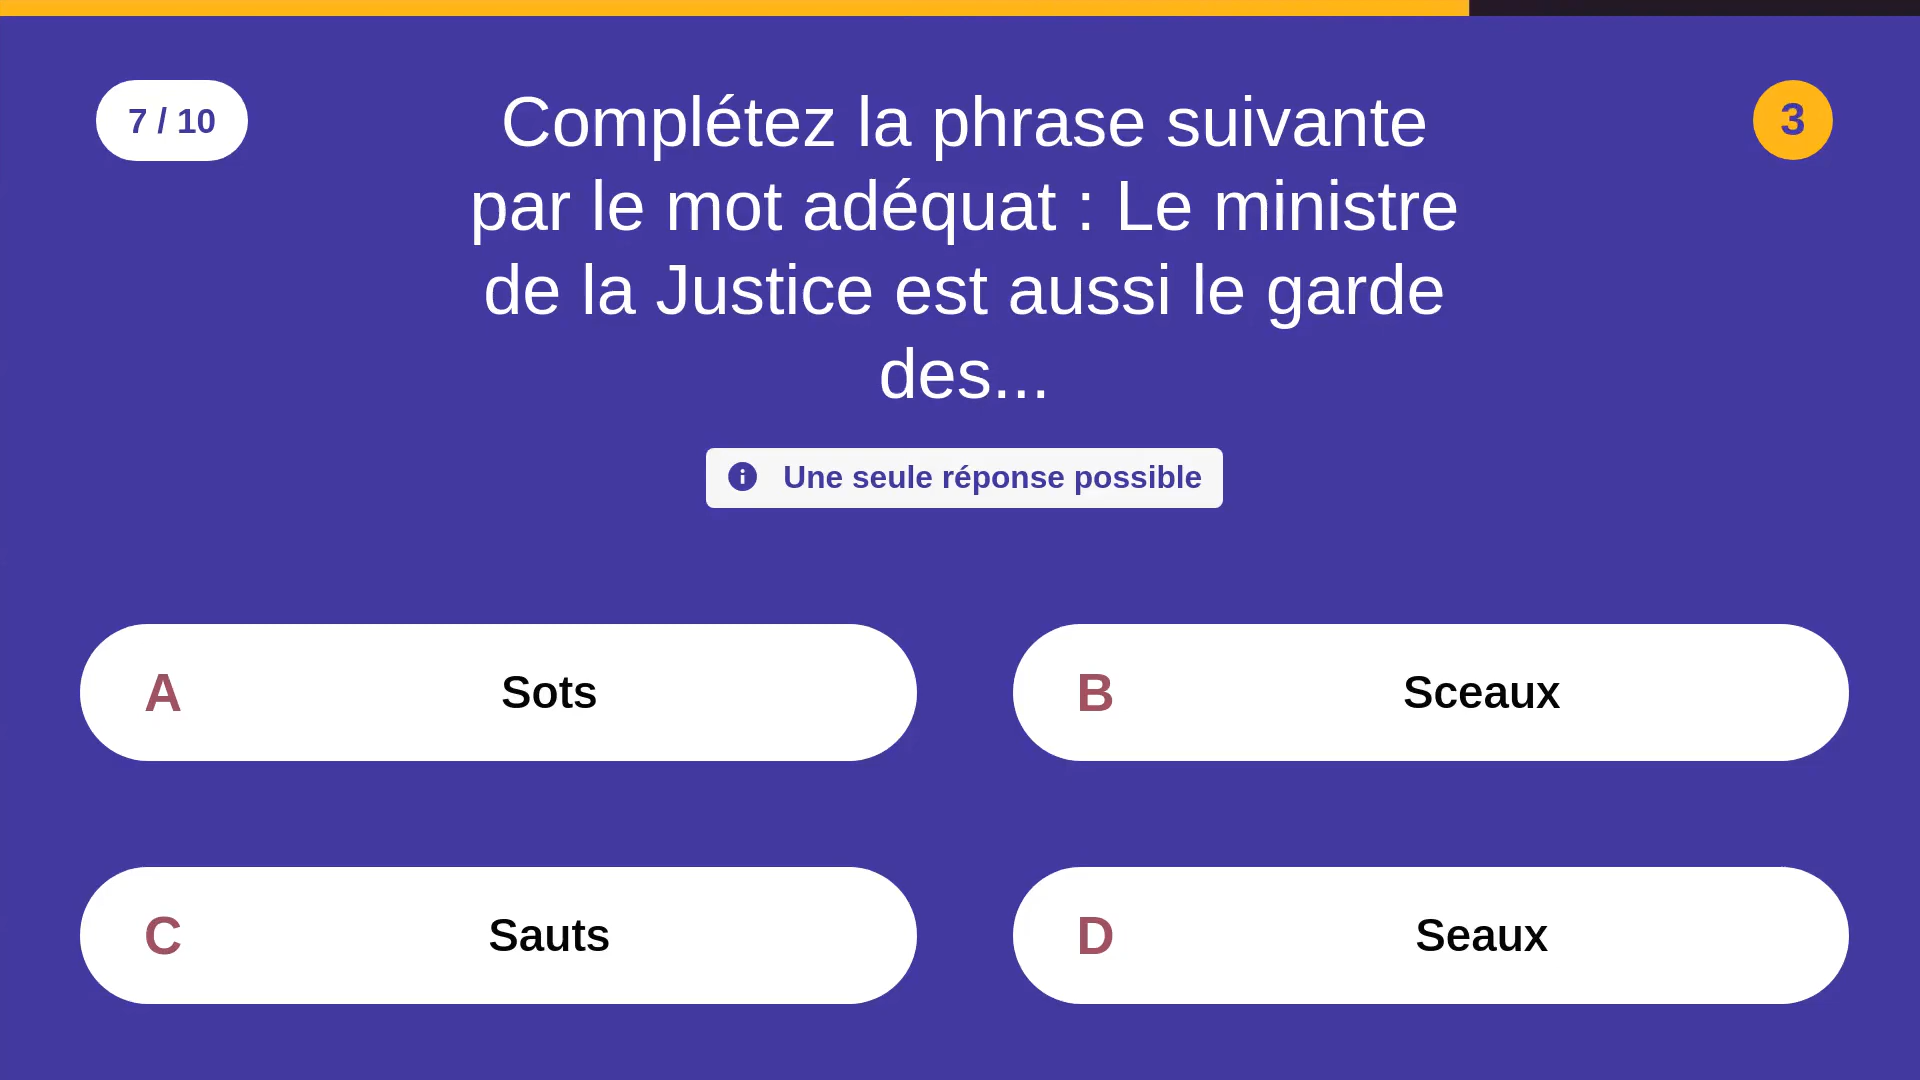 7 / 10
Complétez la phrase suivante
par le mot adéquat : Le ministre
de la Justice est aussi le garde
des...
3
Une seule réponse possible
A Sots
B Sceaux
C Sauts
D Seaux